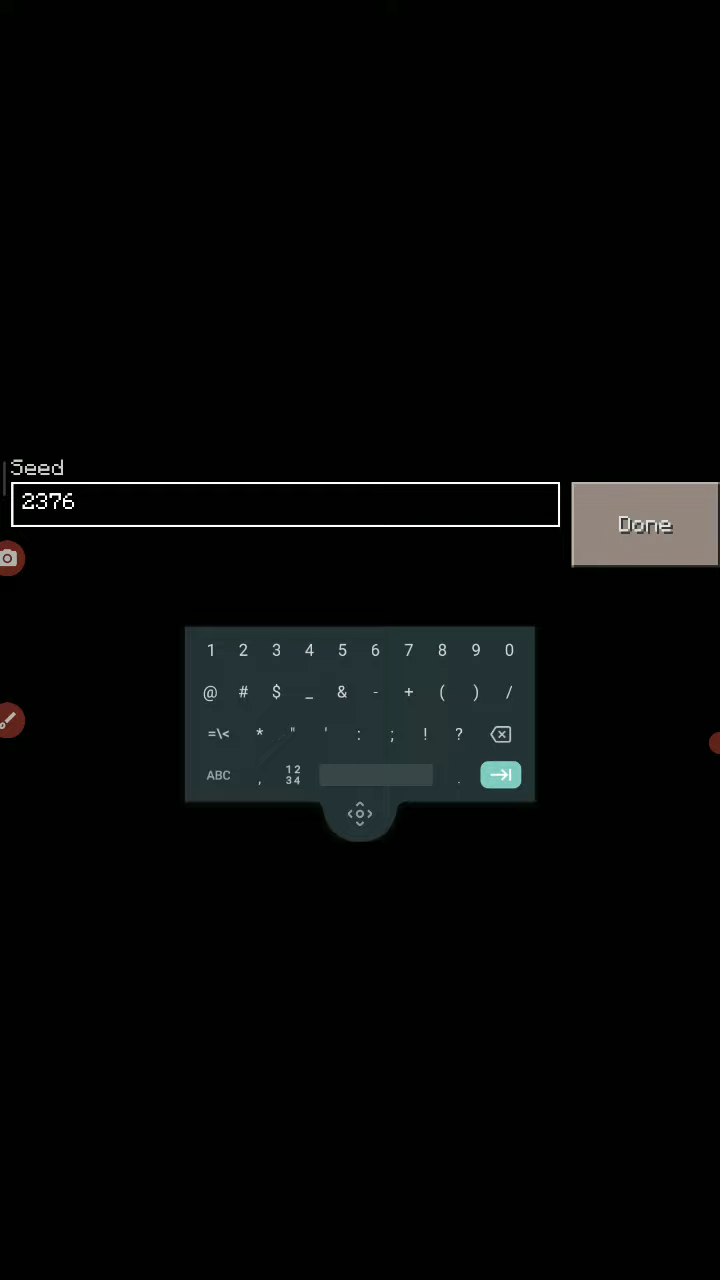 Seed
2376
Done
1 2 3 4 5 6 7 8 9 0
@ # $ _ & - + ( ) /
=\< * " ' : ; ! ?
ABC , 12 34 .